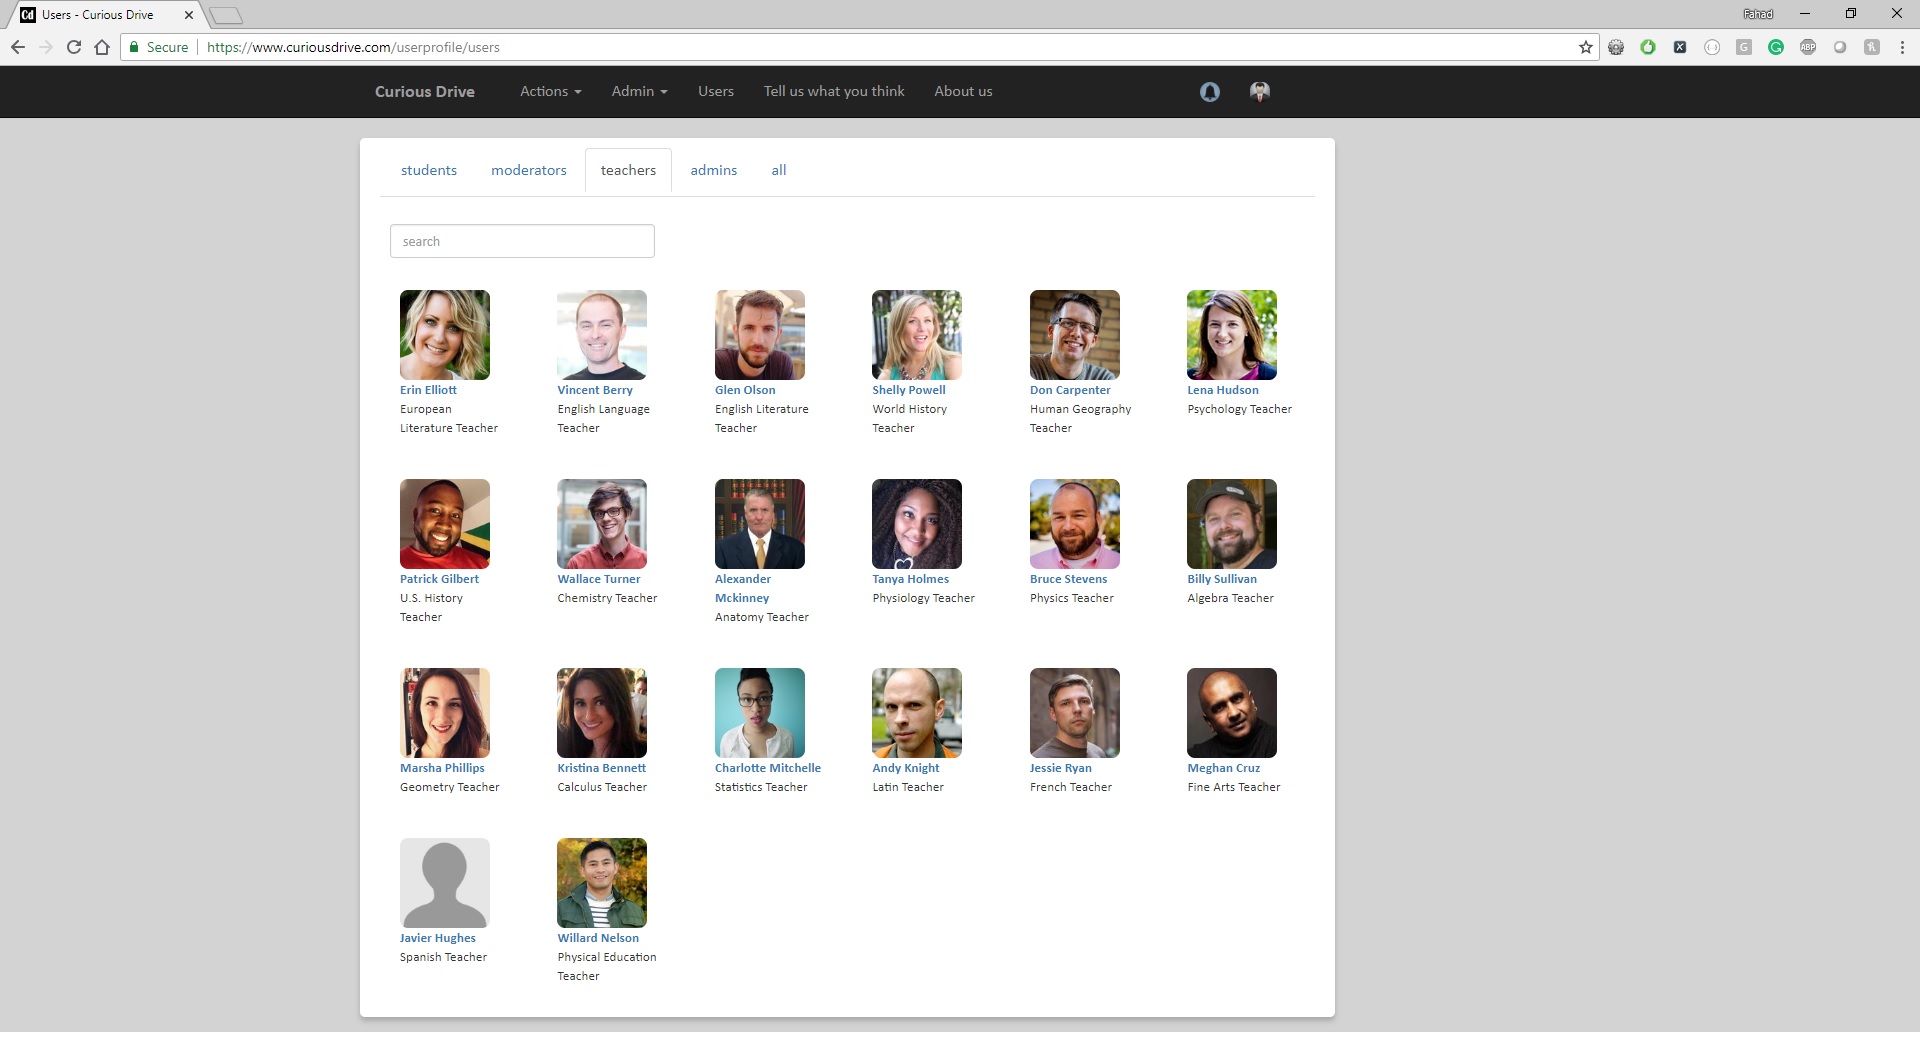 Users - Curious Drive
Fahad
Secure
https://www.curiousdrive.com/userprofile/users
ABP
Curious Drive
Actions
Admin
Users
Tell us what you think
About us
students
moderators
teachers
admins
all
search
Erin Elliott
European
Literature Teacher
Vincent Berry
English Language
Teacher
Glen Olson
English Literature
Teacher
Shelly Powell
World History
Teacher
Don Carpenter
Human Geography
Teacher
Lena Hudson
Psychology Teacher
Patrick Gilbert
U.S. History
Teacher
Wallace Turner
Chemistry Teacher
Alexander
Mckinney
Anatomy Teacher
Tanya Holmes
Physiology Teacher
Bruce Stevens
Physics Teacher
Billy Sullivan
Algebra Teacher
Marsha Phillips
Geometry Teacher
Kristina Bennett
Calculus Teacher
Charlotte Mitchelle
Statistics Teacher
Andy Knight
Latin Teacher
Jessie Ryan
French Teacher
Meghan Cruz
Fine Arts Teacher
Javier Hughes
Spanish Teacher
Willard Nelson
Physical Education
Teacher